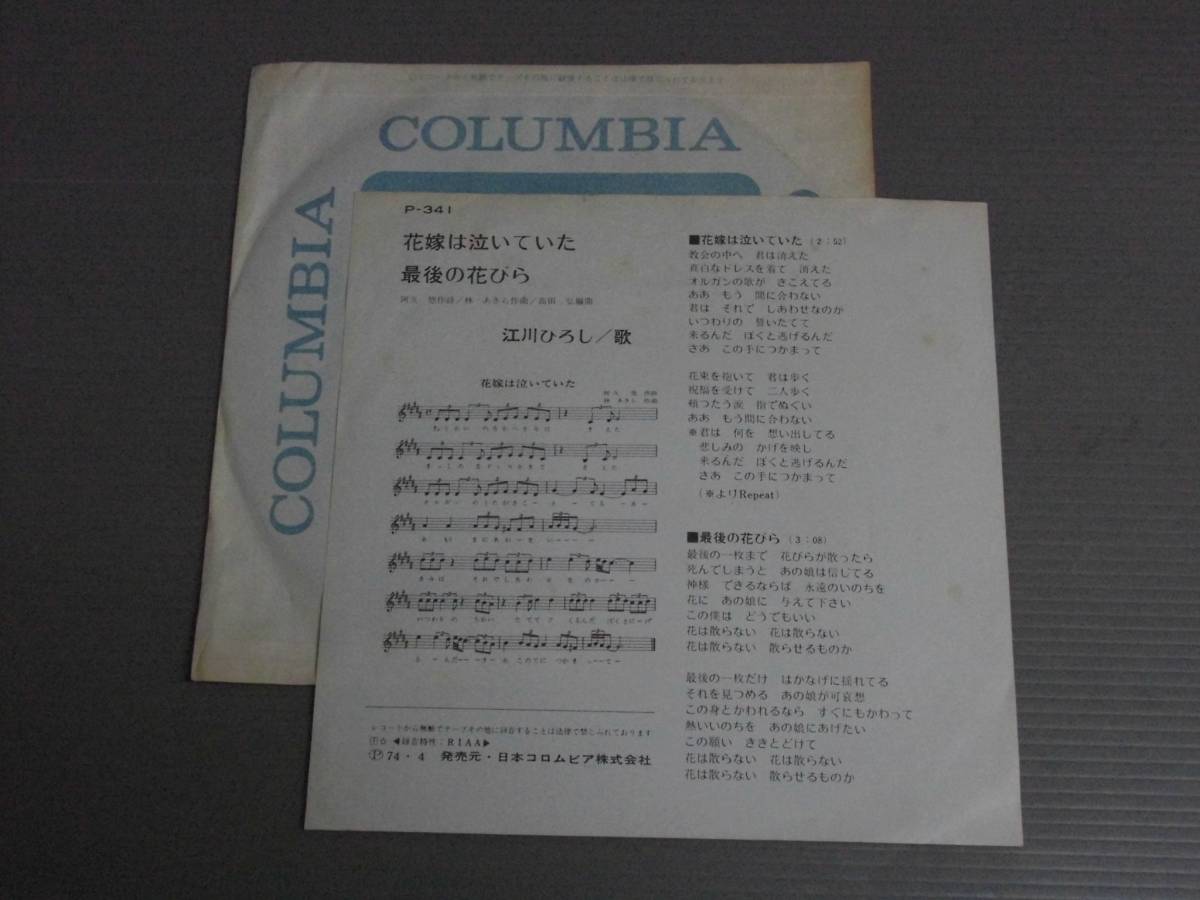 COLUMBIA
COLUMBIA
P-341
花嫁は泣いていた
最後の花びら
阿久 悠作詩/林 あきら作曲/高田 弘編曲
江川ひろし/歌
花嫁は泣いていた
レコードから無断でテープその他に録音することは法律で禁じられております
◀録音特性:RIAA▶
Ⓟ74・4 発売元・日本コロムビア株式会社
■花嫁は泣いていた (2:52)
教会の中へ 君は消えた
真白なドレスを着て 消えた
オルガンの歌が きこえてる
ああ もう 間に合わない
君は それで しあわせなのか
いつわりの 誓いたてて
来るんだ ぼくと逃げるんだ
さあ この手につかまって
花束を抱いて 君は歩く
祝福を受けて 二人歩く
頬つたう涙 指でぬぐい
ああ もう間に合わない
※君は 何を 想い出してる
悲しみの かげを映し
来るんだ ぼくと逃げるんだ
さあ この手につかまって
(※よりRepeat)
■最後の花びら (3:08)
最後の一枚まで 花びらが散ったら
死んでしまうと あの娘は信じてる
神様 できるならば 永遠のいのちを
花に あの娘に 与えて下さい
この僕は どうでもいい
花は散らない 花は散らない
花は散らない 散らせるものか
最後の一枚だけ はかなげに揺れてる
それを見つめる あの娘が可哀想
この身とかわれるなら すぐにもかわって
熱いいのちを あの娘にあげたい
この願い ききとどけて
花は散らない 花は散らない
花は散らない 散らせるものか